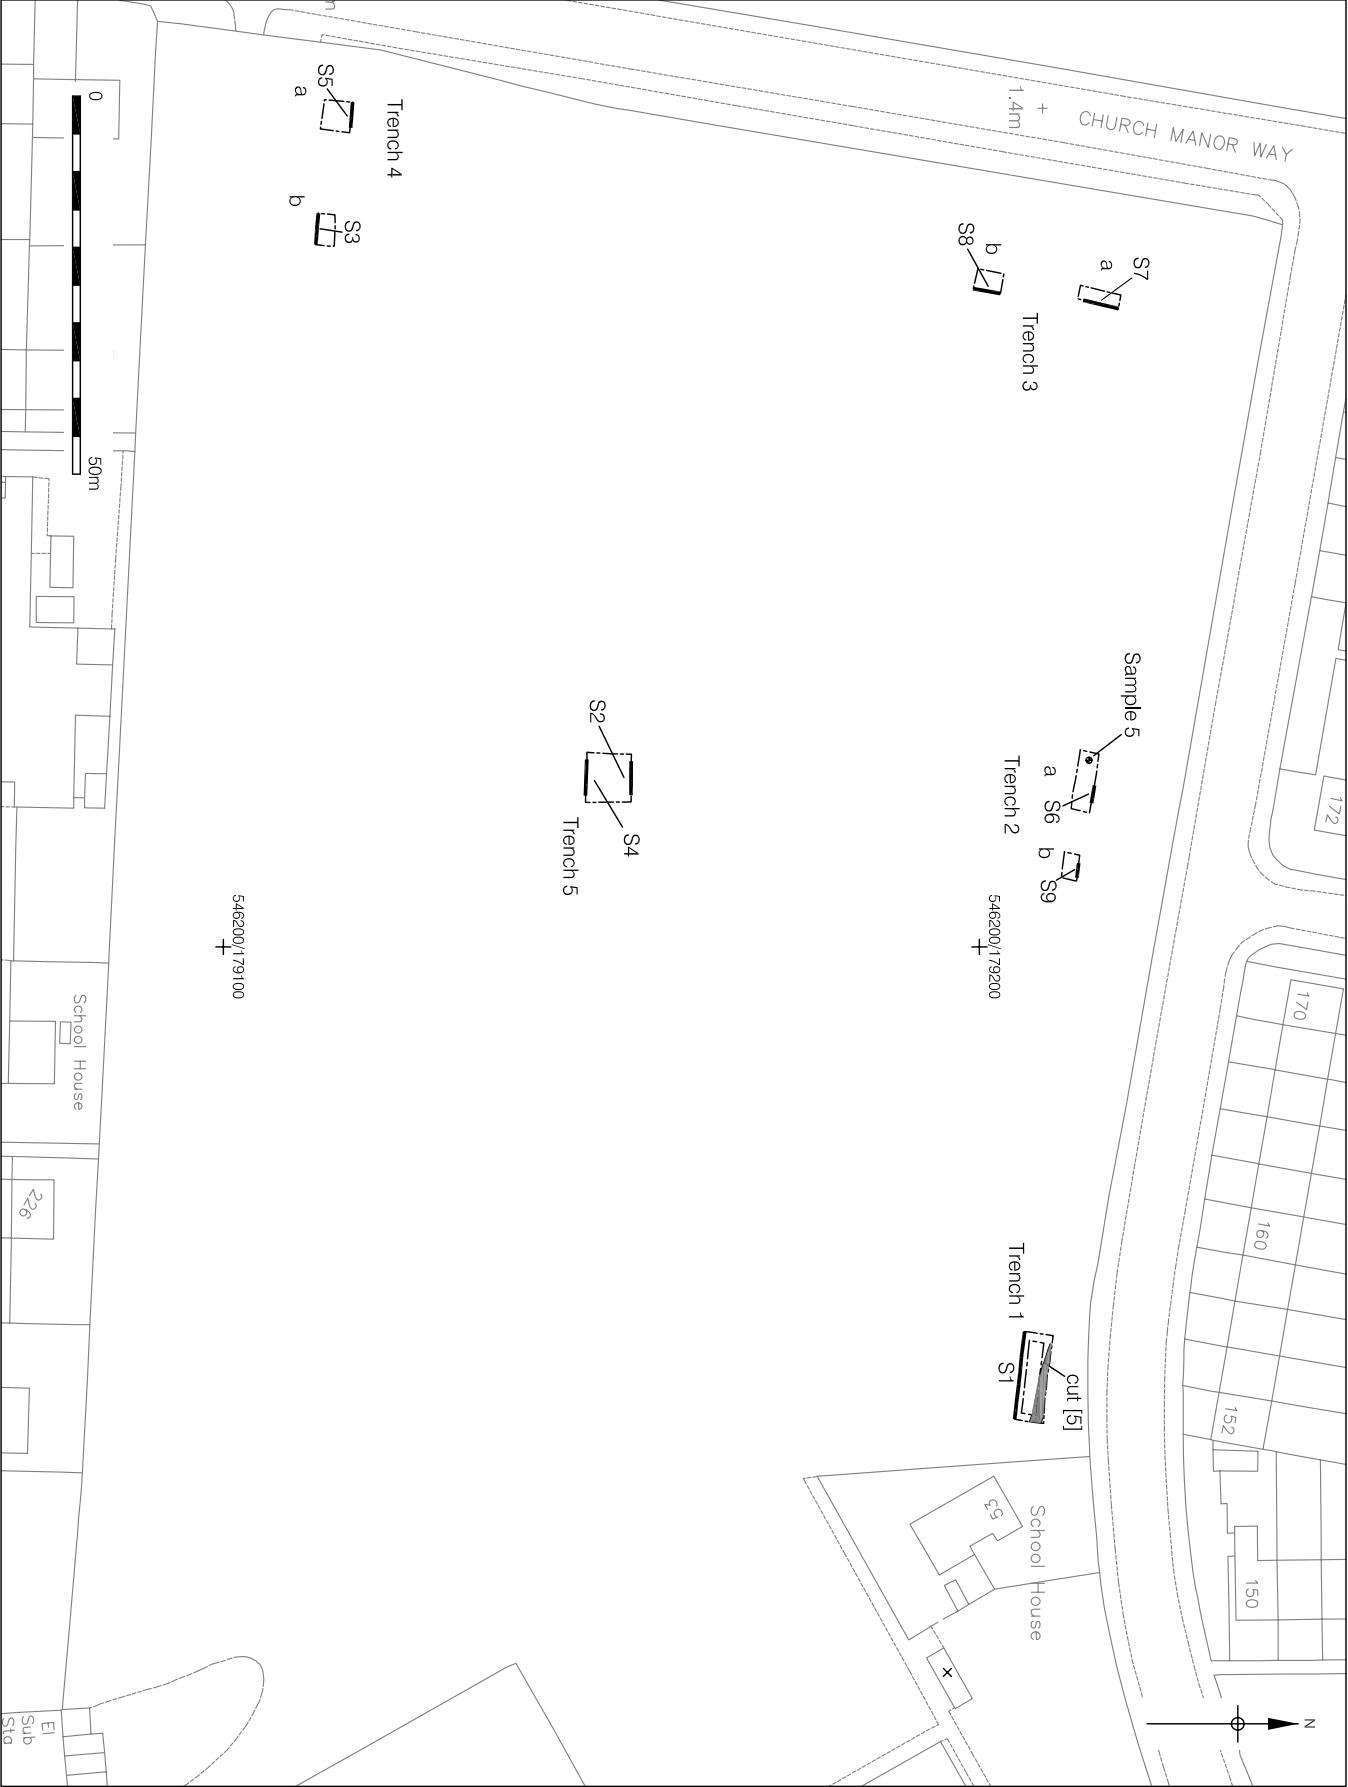 CHURCH MANOR WAY
+
1.4m
172
170
160
152
150
N
S7
a
b
S8
Trench 3
Sample 5
a
S6
Trench 2
b
S9
546200/179200
Trench 1
cut [5]
S1
School House
53
x
S2
S4
Trench 5
Trench 4
S5
a
b
S3
546200/179100
0
50m
School House
226
El
Sub
Sta